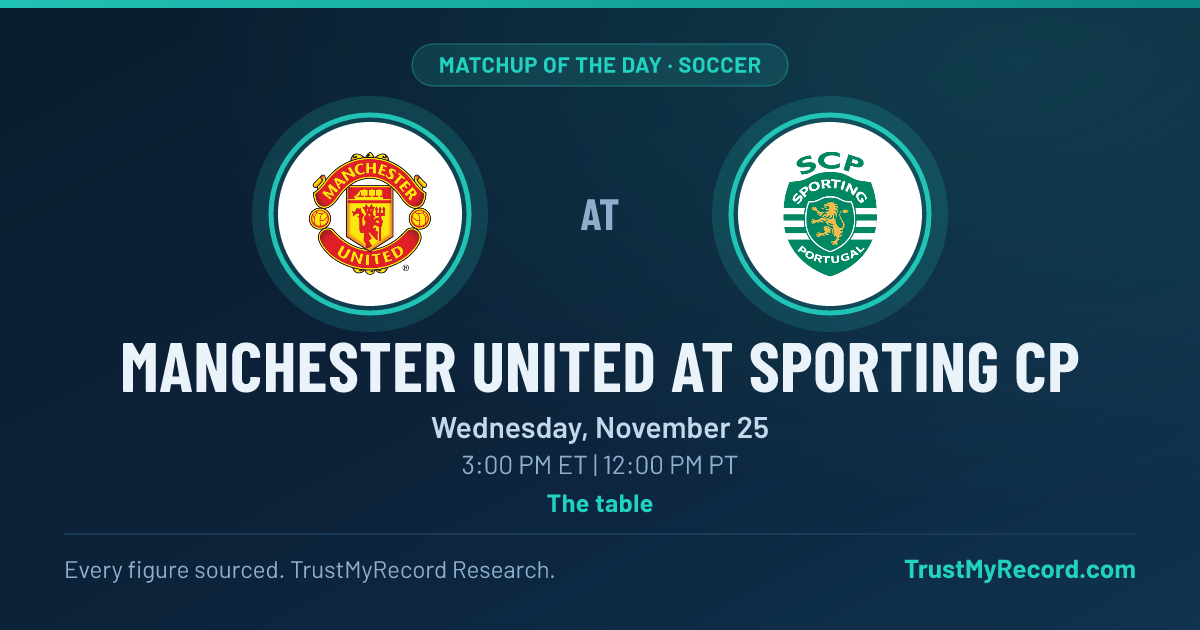 MATCHUP OF THE DAY · SOCCER
MANCHESTER
UNITED
®
AT
SCP
SPORTING
PORTUGAL
MANCHESTER UNITED AT SPORTING CP
Wednesday, November 25
3:00 PM ET | 12:00 PM PT
The table
Every figure sourced. TrustMyRecord Research.
TrustMyRecord.com